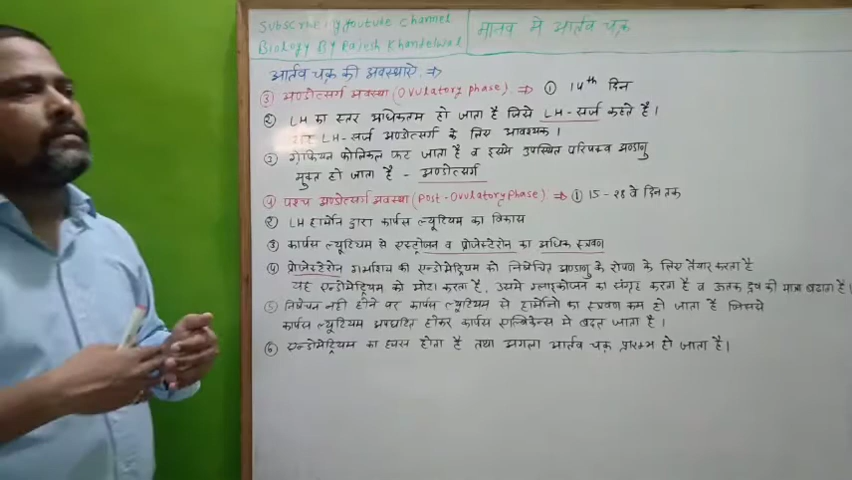 Subscribe my Youtube Channel
Biology By Rajesh Khandelwal
मानव मे आर्तव चक्र
आर्तव चक्र की अवस्थाऐ ⇒
③ अण्डोत्सर्ग अवस्था (Ovulatory phase) ⇒ ① 14th दिन
② LH का स्तर अधिकतम हो जाता है जिसे LH-सर्ज कहते है।
यह LH-सर्ज अण्डोत्सर्ग के लिए आवश्यक।
③ ग्रेफियन फोलिकल फट जाता है व इसमे उपस्थित परिपक्व अण्डाणु
मुक्त हो जाता है - अण्डोत्सर्ग
④ पश्च अण्डोत्सर्ग अवस्था (post-Ovulatory phase) ⇒ ① 15-28 वे दिन तक
② LH हार्मोन द्वारा कार्पस ल्यूटियम का विकास
③ कार्पस ल्यूटियम से एस्ट्रोजन व प्रोजेस्टेरोन का अधिक स्त्रवण
④ प्रोजेस्टेरोन गर्भाशय की एन्डोमेट्रियम को निषेचित अण्डाणु के रोपण के लिए तैयार करता है
यह एन्डोमेट्रियम को मोटा करता है, उसमे ग्लाइकोजन का संग्रह करता है व ऊतक द्रव की मात्रा बढाता है।
⑤ निषेचन नही होने पर कार्पस ल्यूटियम से हार्मोनो का स्त्रवण कम हो जाता है जिससे
कार्पस ल्यूटियम अपघटित होकर कार्पस एल्बिकेन्स मे बदल जाता है।
⑥ एन्डोमेट्रियम का ध्वस होता है तथा अगला आर्तव चक्र प्रारम्भ हो जाता है।